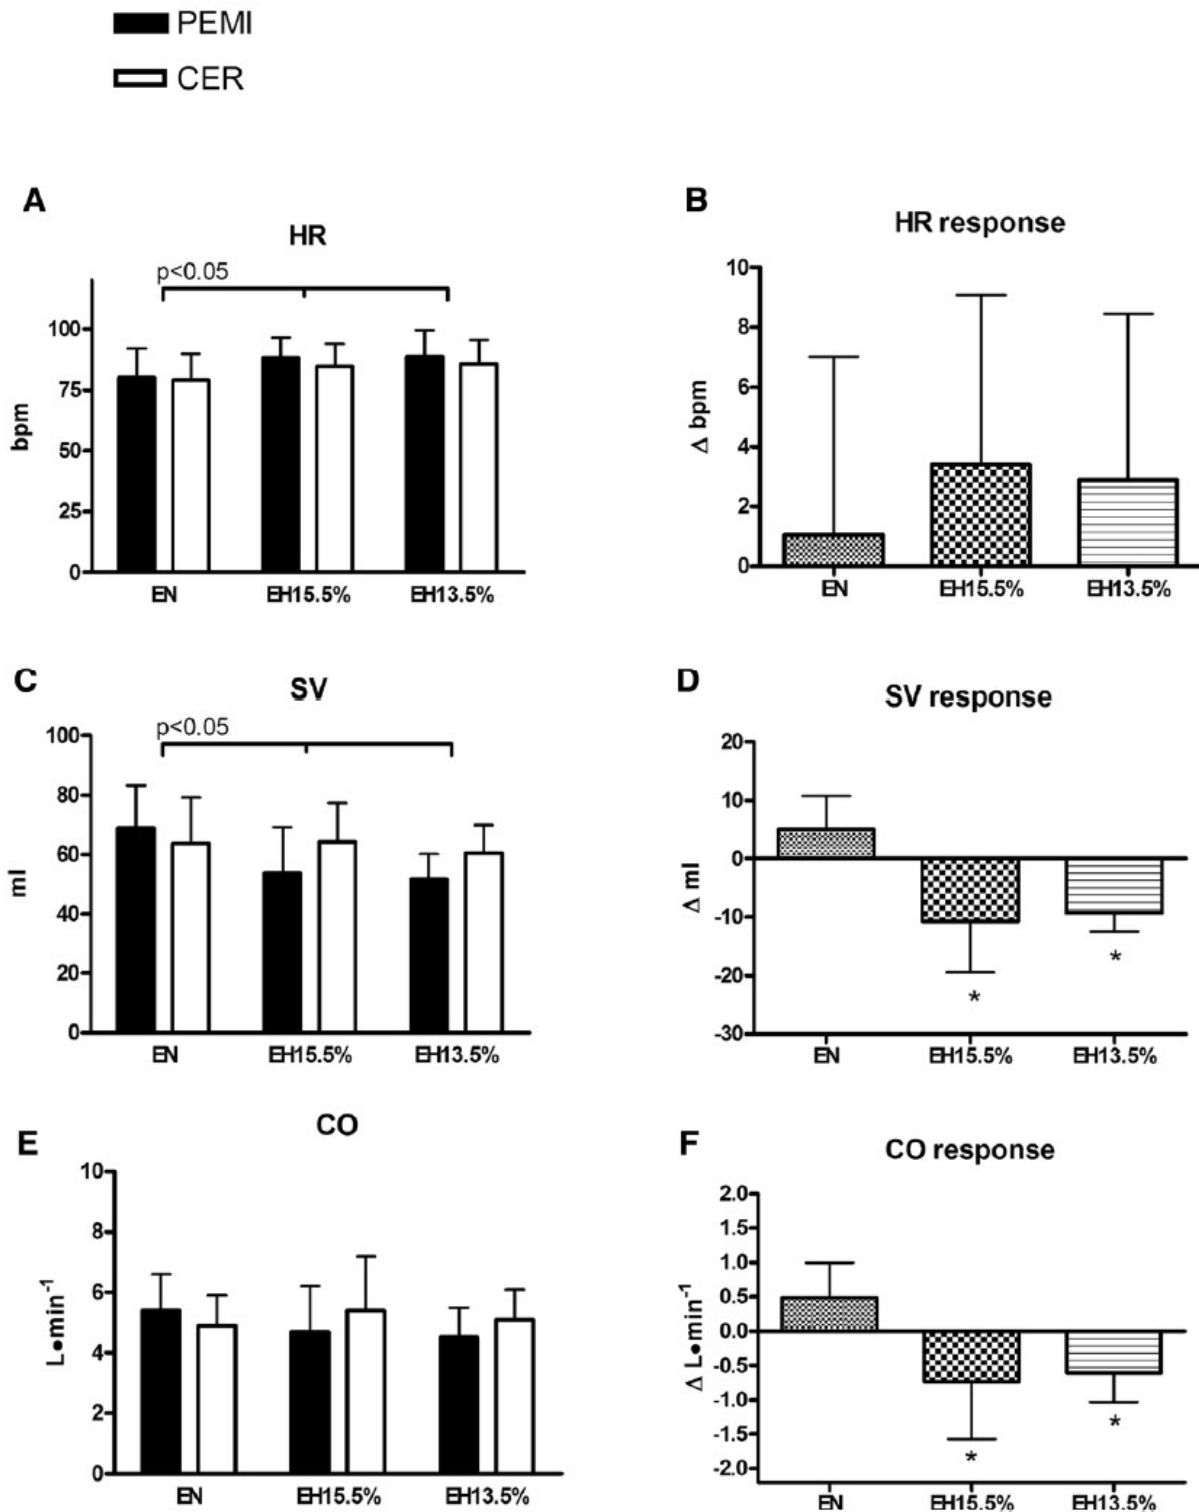 PEMI
CER
A
HR
p<0.05
bpm
100
75
50
25
0
EN
EH15.5%
EH13.5%
B
HR response
Δ bpm
10
8
6
4
2
0
EN
EH15.5%
EH13.5%
C
SV
p<0.05
ml
100
80
60
40
20
0
EN
EH15.5%
EH13.5%
D
SV response
Δ ml
20
10
0
-10
-20
-30
*
*
EN
EH15.5%
EH13.5%
E
CO
L•min⁻¹
10
8
6
4
2
0
EN
EH15.5%
EH13.5%
F
CO response
Δ L•min⁻¹
2.0
1.5
1.0
0.5
0.0
-0.5
-1.0
-1.5
-2.0
*
*
EN
EH15.5%
EH13.5%